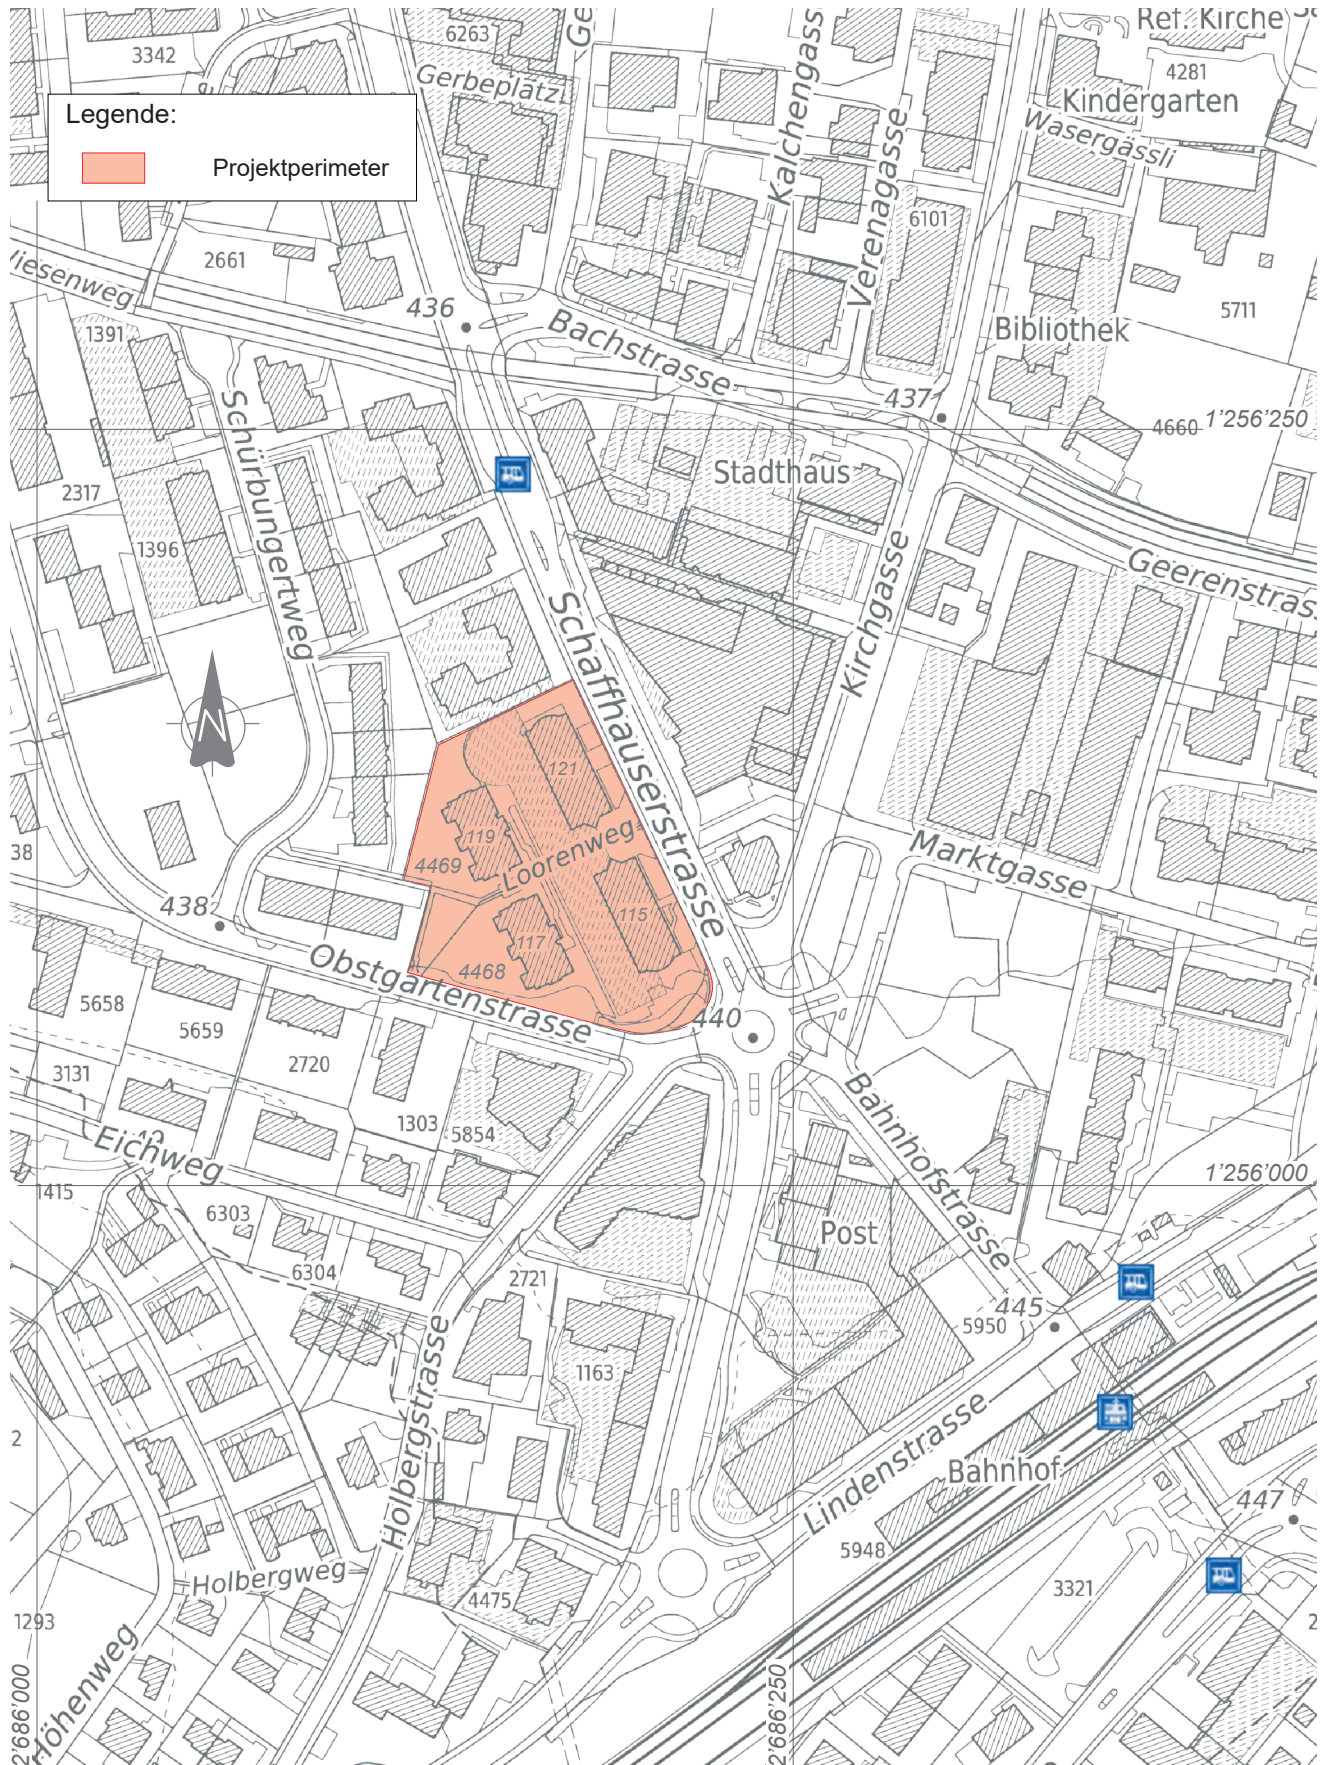 Ref. Kirche
3342
6263
Gerbeplatz
4281
Kindergarten
Kalchengass
Wasergässli
Legende:
Projektperimeter
Verenagasse
6101
2661
436
Bachstrasse
5711
Bibliothek
1391
437
4660
1'256'250
Schürbungertweg
Stadthaus
2317
1396
Kirchgasse
Geerenstras
Schaffhauserstrasse
N
121
119
Loorenweg
4469
Marktgasse
38
438
115
117
4468
Obstgartenstrasse
440
5658
5659
2720
3131
1303
5854
Bahnhofstrasse
Eichweg
1415
1'256'000
6303
Post
6304
2721
445
5950
Holbergstrasse
1163
Lindenstrasse
2
Bahnhof
447
5948
Holbergweg
4475
3321
1293
2
Höhenweg
2'686'000
2'686'250